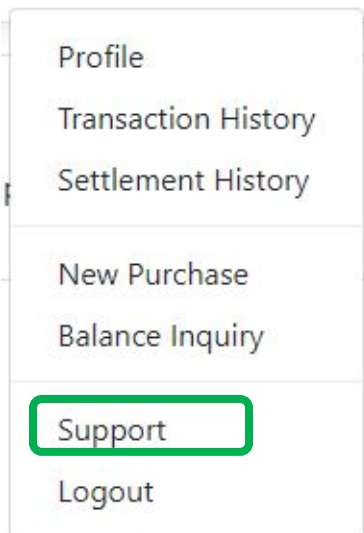 Profile
Transaction History
Settlement History
New Purchase
Balance Inquiry
Support
Logout